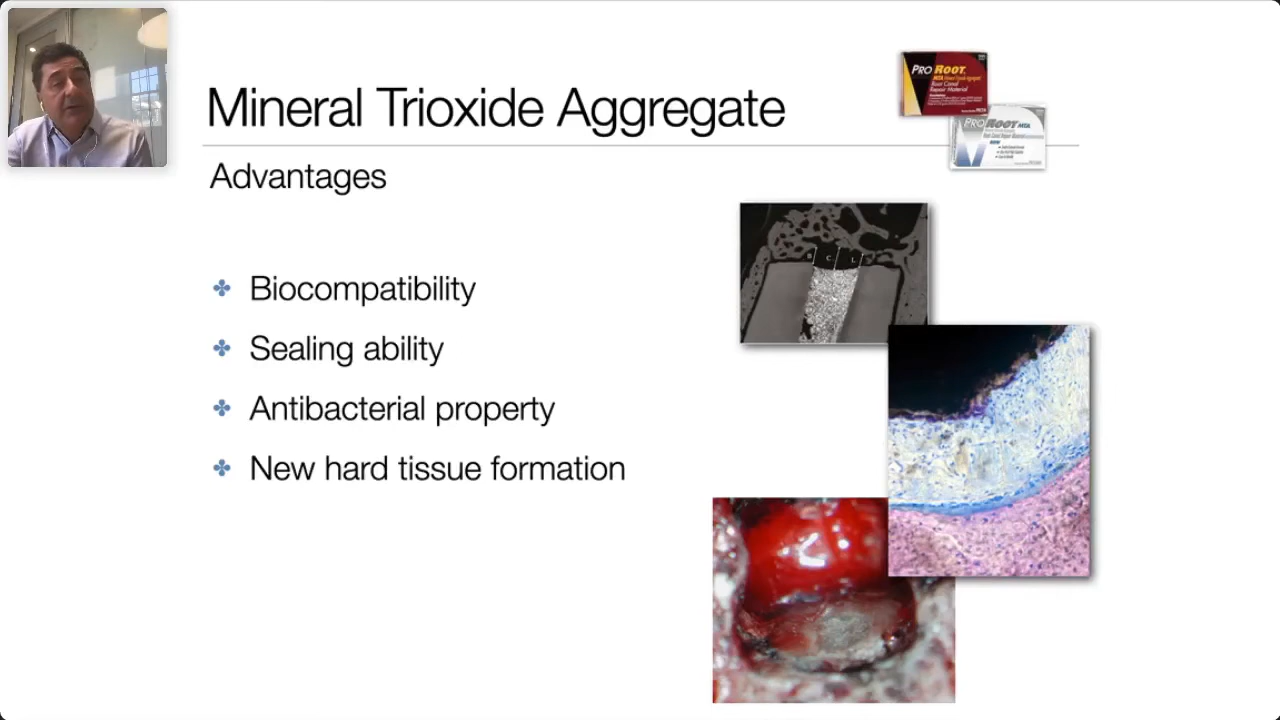 Mineral Trioxide Aggregate
PRO ROOT
PRO ROOT MTA
Advantages
C L
Biocompatibility
Sealing ability
Antibacterial property
New hard tissue formation